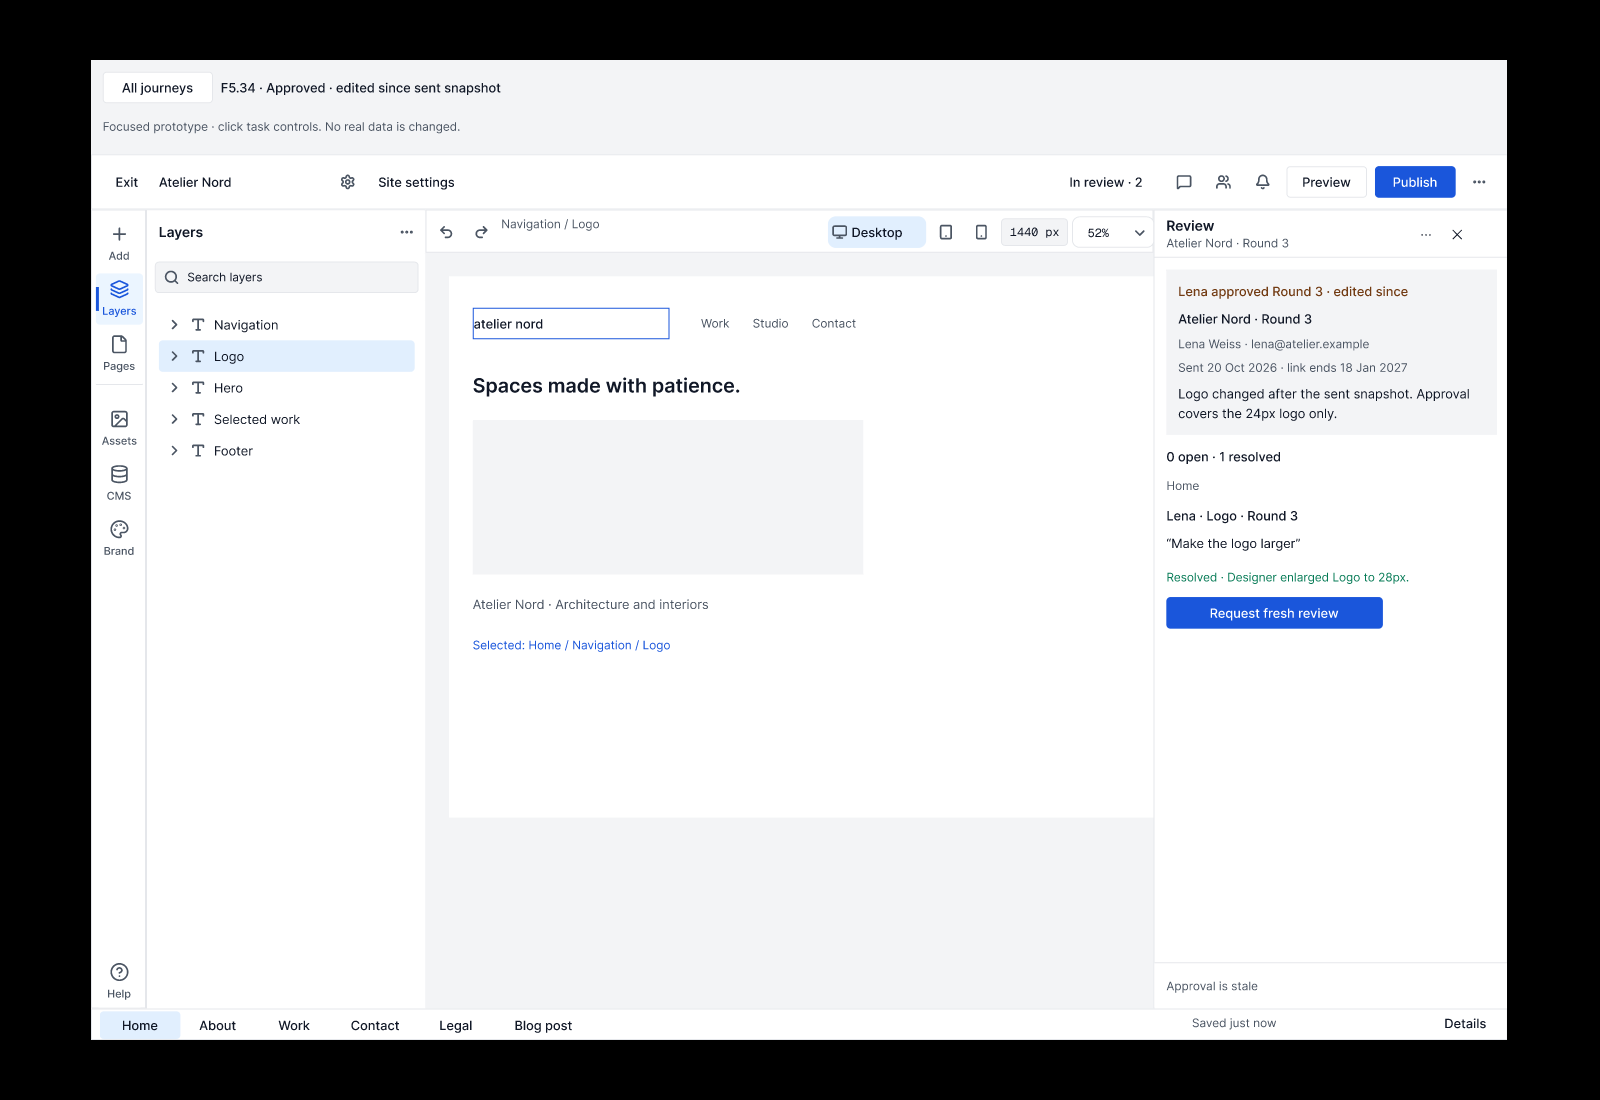 All journeys
F5.34 · Approved · edited since sent snapshot
Focused prototype · click task controls. No real data is changed.
Exit
Atelier Nord
Site settings
In review · 2
Preview
Publish
Add
Layers
Pages
Assets
CMS
Brand
Help
Layers
Search layers
Navigation
Logo
Hero
Selected work
Footer
Navigation / Logo
Desktop
1440 px
52%
atelier nord
Work
Studio
Contact
Spaces made with patience.
Atelier Nord · Architecture and interiors
Selected: Home / Navigation / Logo
Review
Atelier Nord · Round 3
Lena approved Round 3 · edited since
Atelier Nord · Round 3
Lena Weiss · lena@atelier.example
Sent 20 Oct 2026 · link ends 18 Jan 2027
Logo changed after the sent snapshot. Approval
covers the 24px logo only.
0 open · 1 resolved
Home
Lena · Logo · Round 3
“Make the logo larger”
Resolved · Designer enlarged Logo to 28px.
Request fresh review
Approval is stale
Home
About
Work
Contact
Legal
Blog post
Saved just now
Details